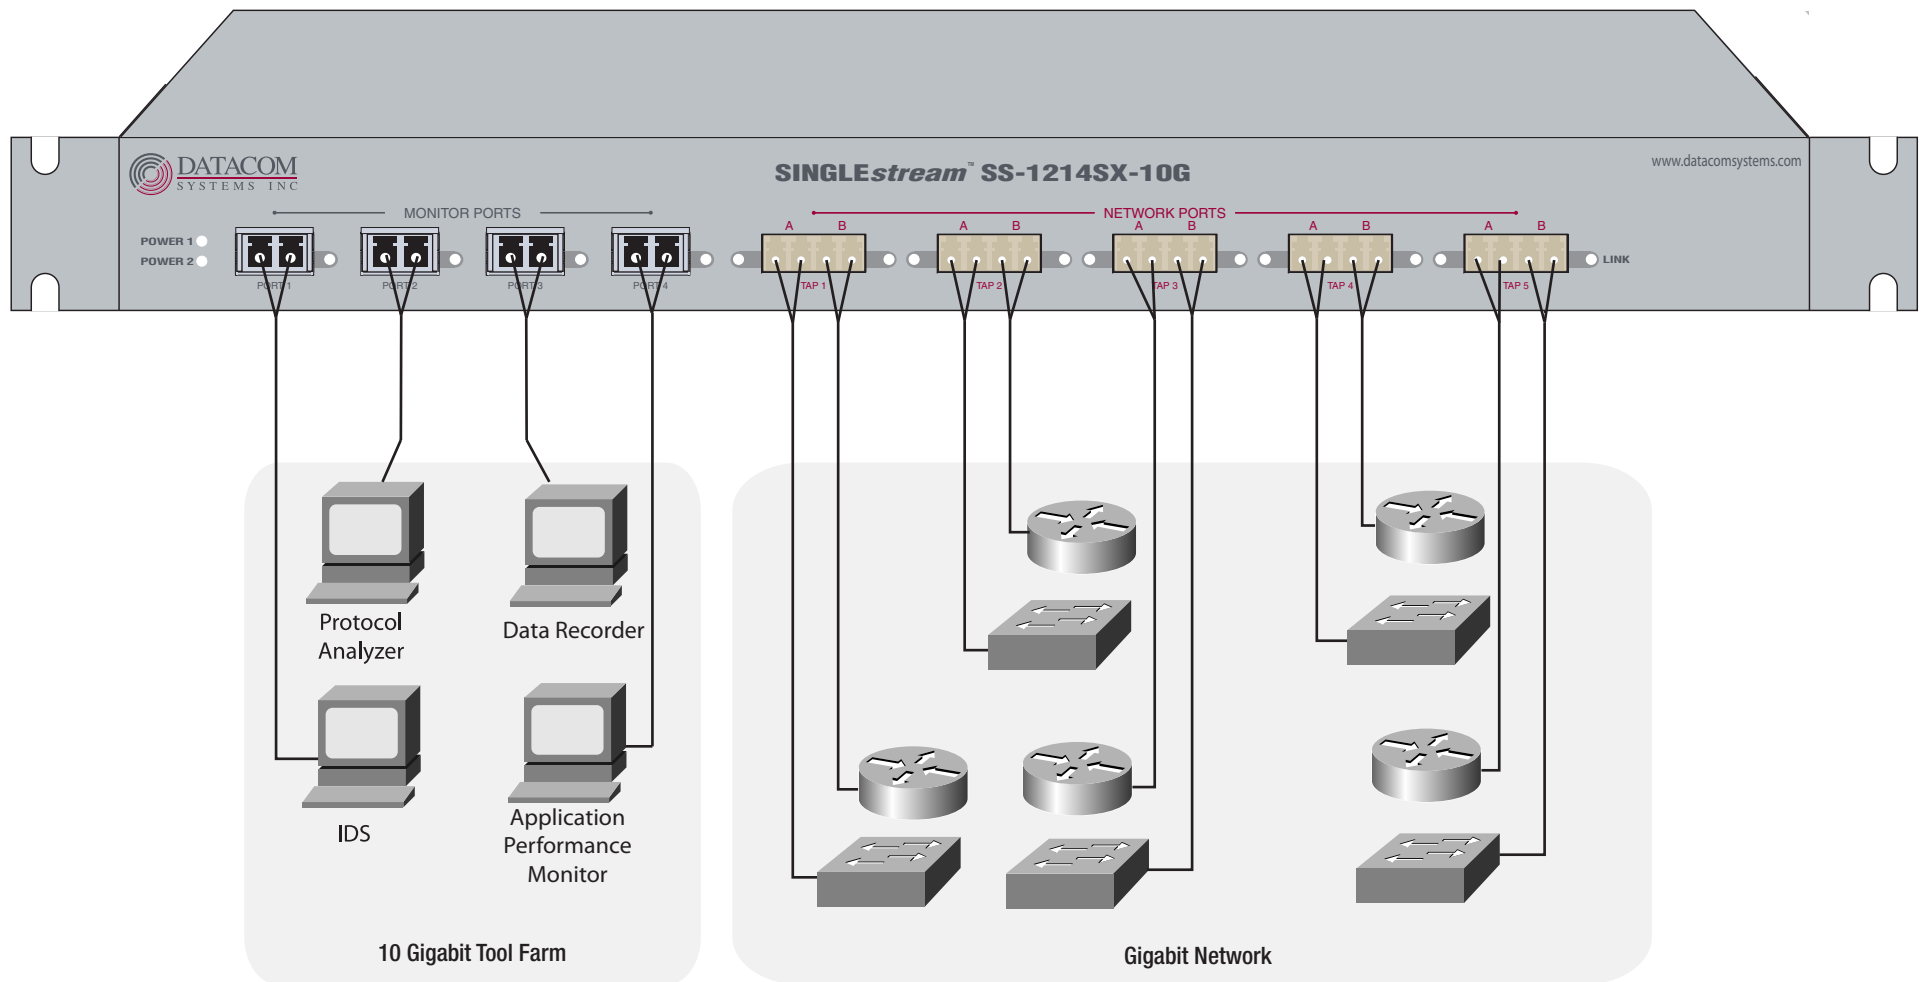 DATACOM
SYSTEMS INC
SINGLEstream™ SS-1214SX-10G
www.datacomsystems.com
MONITOR PORTS
NETWORK PORTS
A B A B A B A B A B
POWER 1
POWER 2
LINK
PORT 1 PORT 2 PORT 3 PORT 4 TAP 1 TAP 2 TAP 3 TAP 4 TAP 5
Protocol
Analyzer
Data Recorder
IDS
Application
Performance
Monitor
10 Gigabit Tool Farm
Gigabit Network